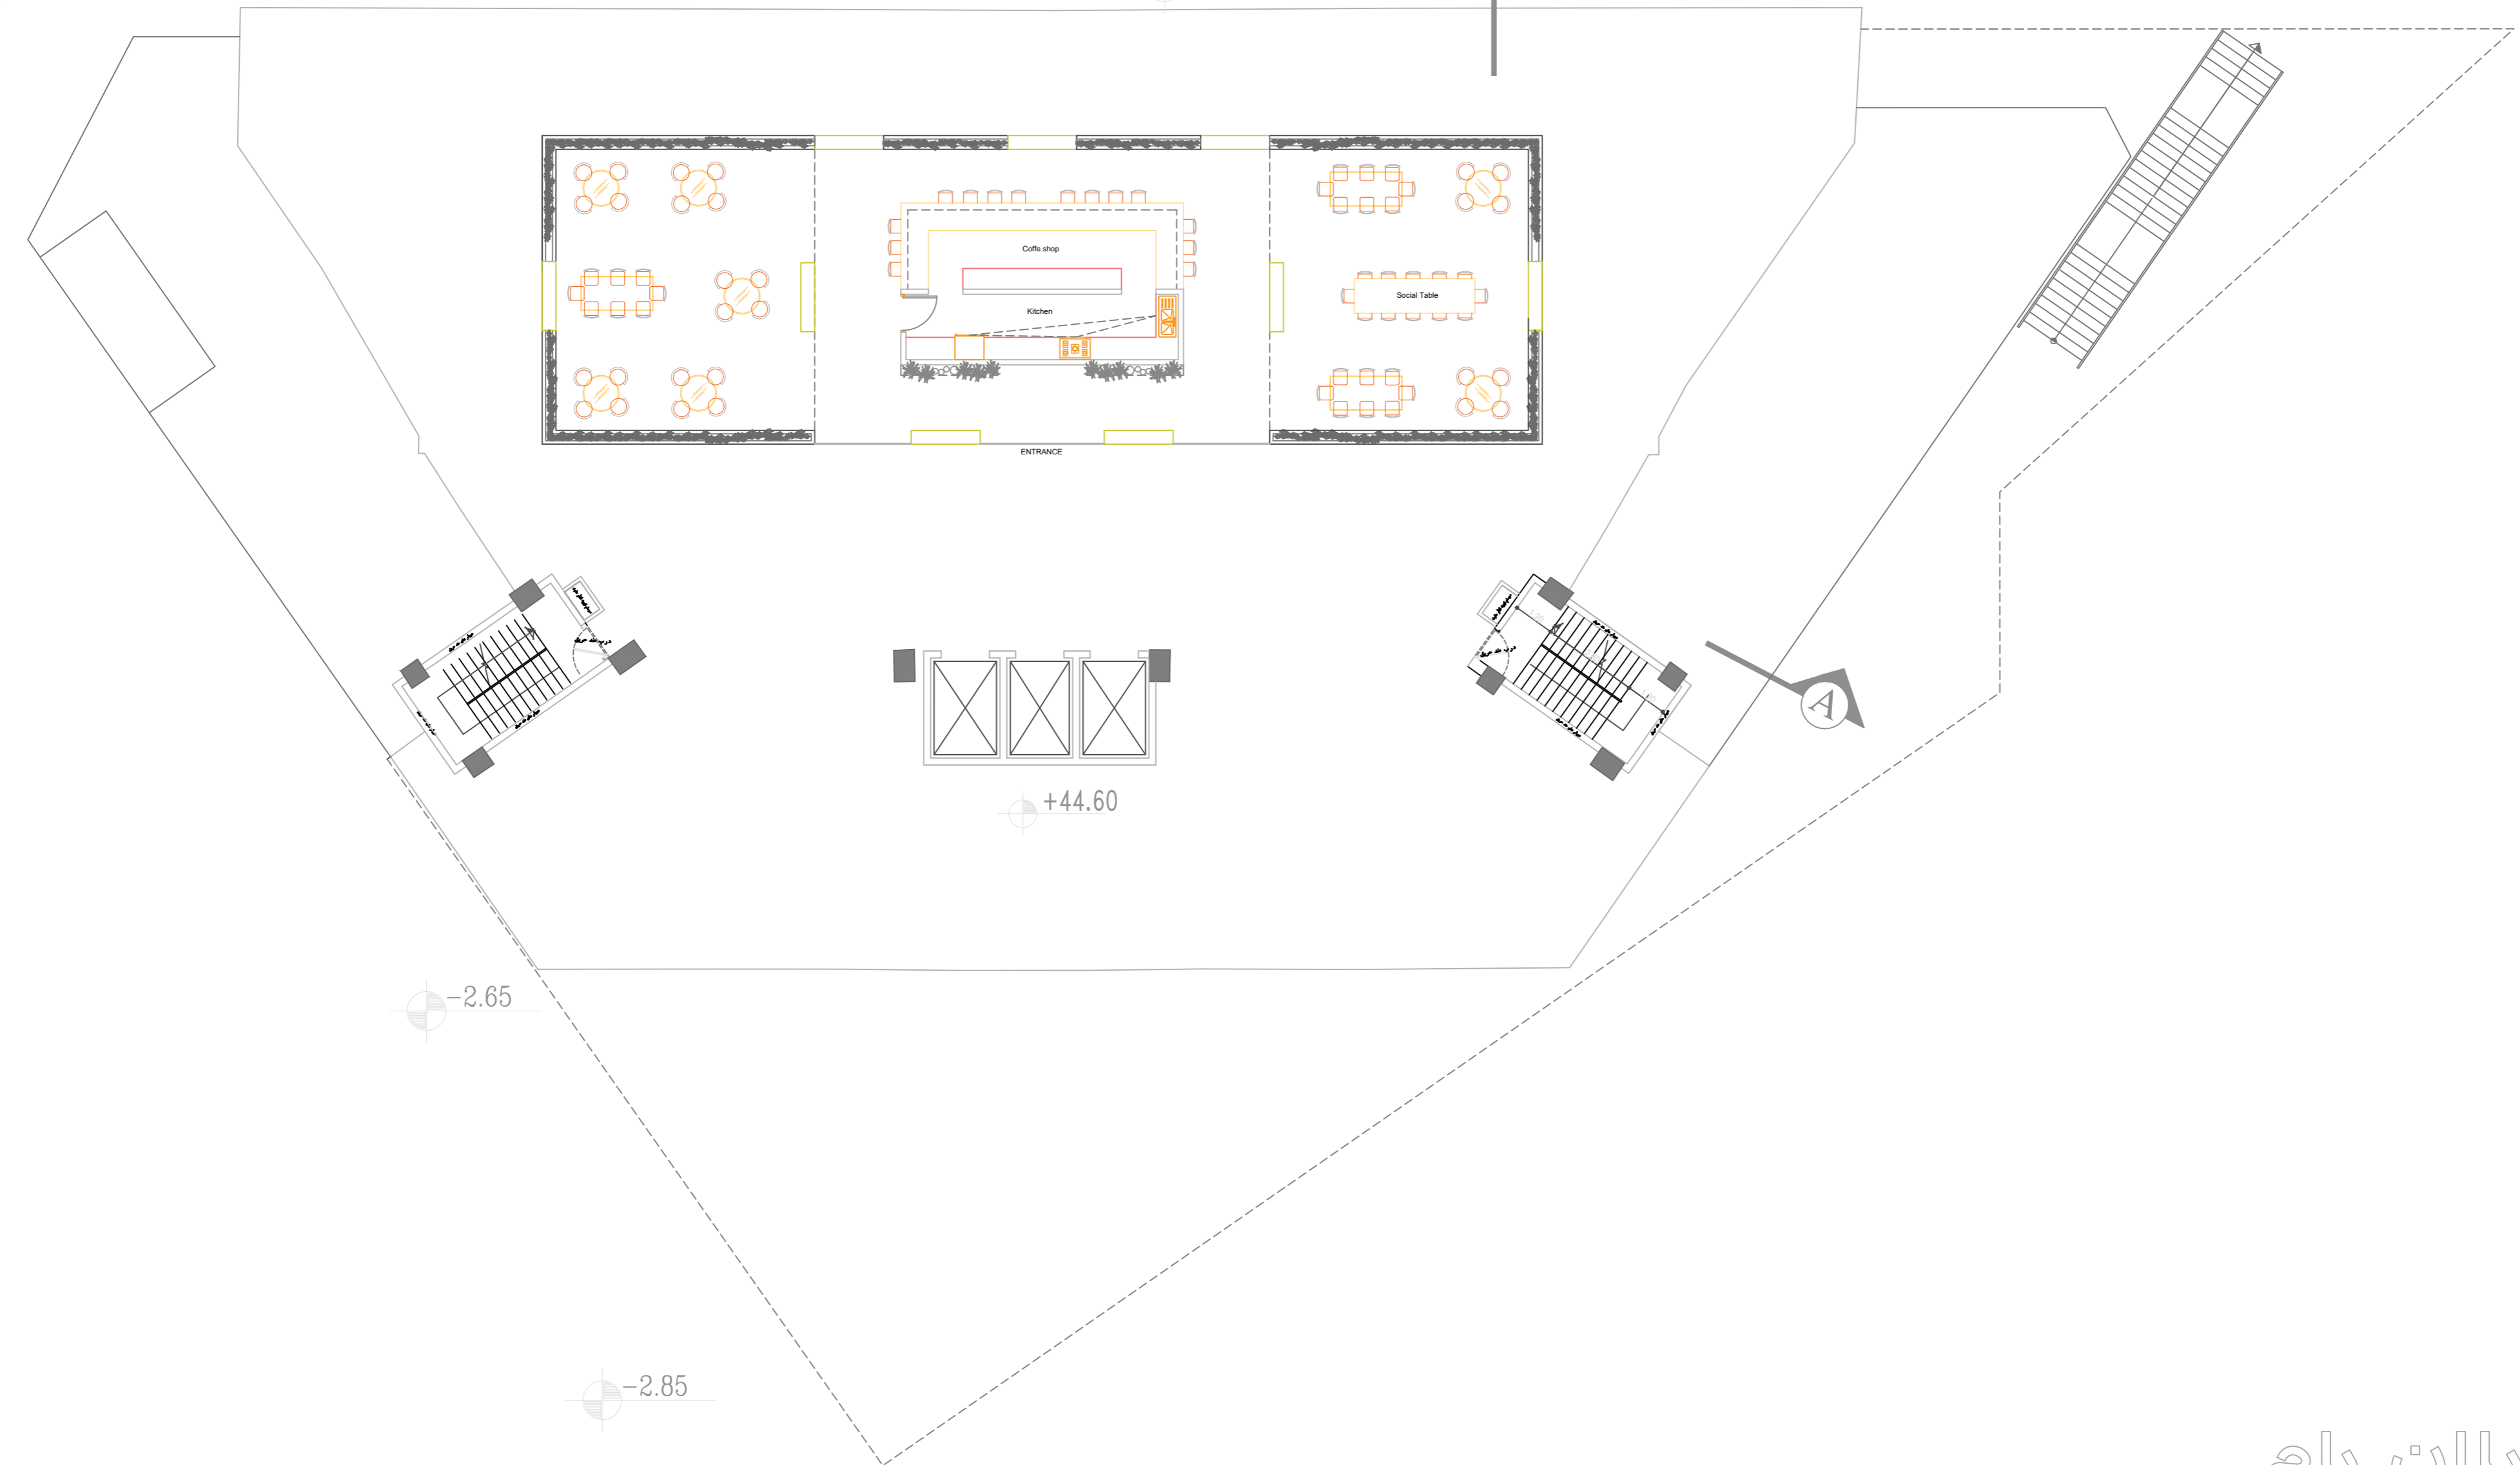 Coffe shop
Kitchen
Social Table
ENTRANCE
A
+44.60
-2.65
-2.85